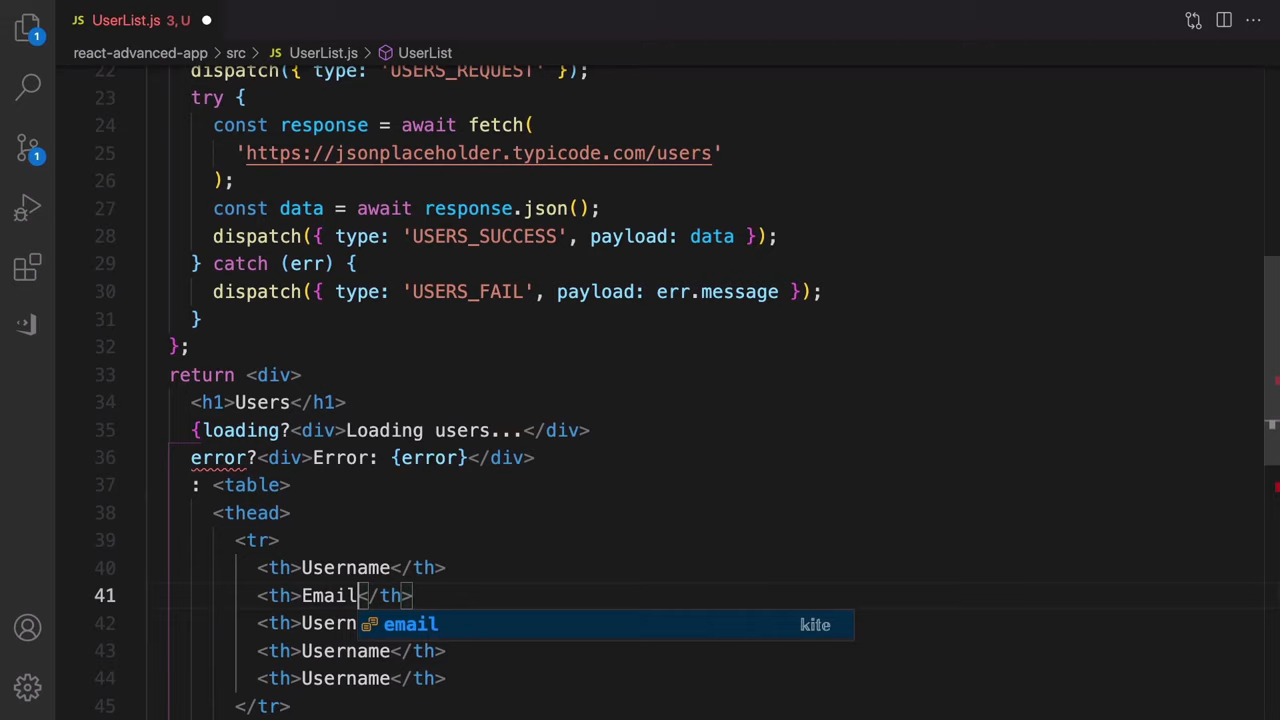 JS UserList.js 3, U ●
react-advanced-app > src > JS UserList.js > UserList
1
1
22 dispatch({ type: 'USERS_REQUEST' });
23 try {
24 const response = await fetch(
25 'https://jsonplaceholder.typicode.com/users'
26 );
27 const data = await response.json();
28 dispatch({ type: 'USERS_SUCCESS', payload: data });
29 } catch (err) {
30 dispatch({ type: 'USERS_FAIL', payload: err.message });
31 }
32 };
33 return <div>
34 <h1>Users</h1>
35 {loading?<div>Loading users...</div>
36 error?<div>Error: {error}</div>
37 : <table>
38 <thead>
39 <tr>
40 <th>Username</th>
41 <th>Email</th>
42 <th>Usern
email kite
43 <th>Username</th>
44 <th>Username</th>
45 </tr>